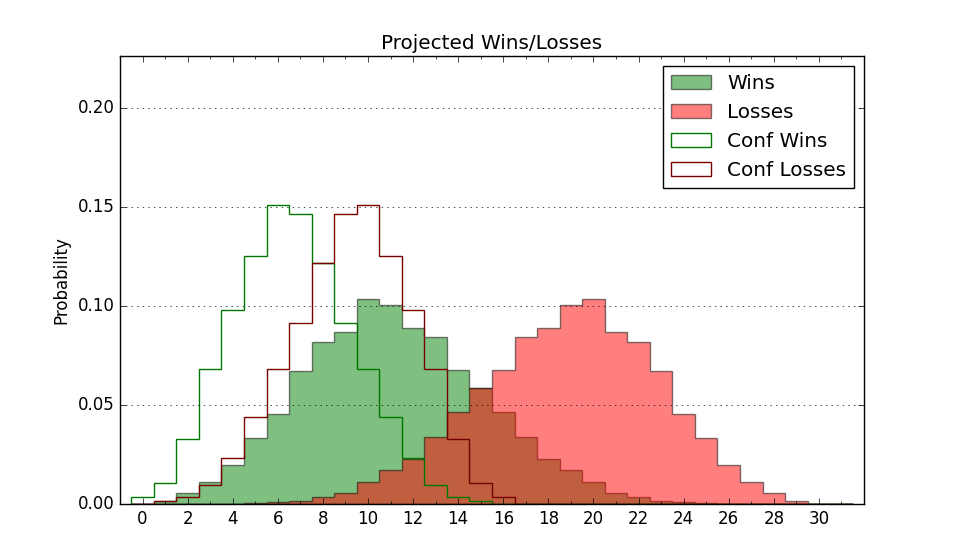 Projected Wins/Losses
Wins
Losses
Conf Wins
Conf Losses
Probability
0.20
0.15
0.10
0.05
0.00
0 2 4 6 8 10 12 14 16 18 20 22 24 26 28 30